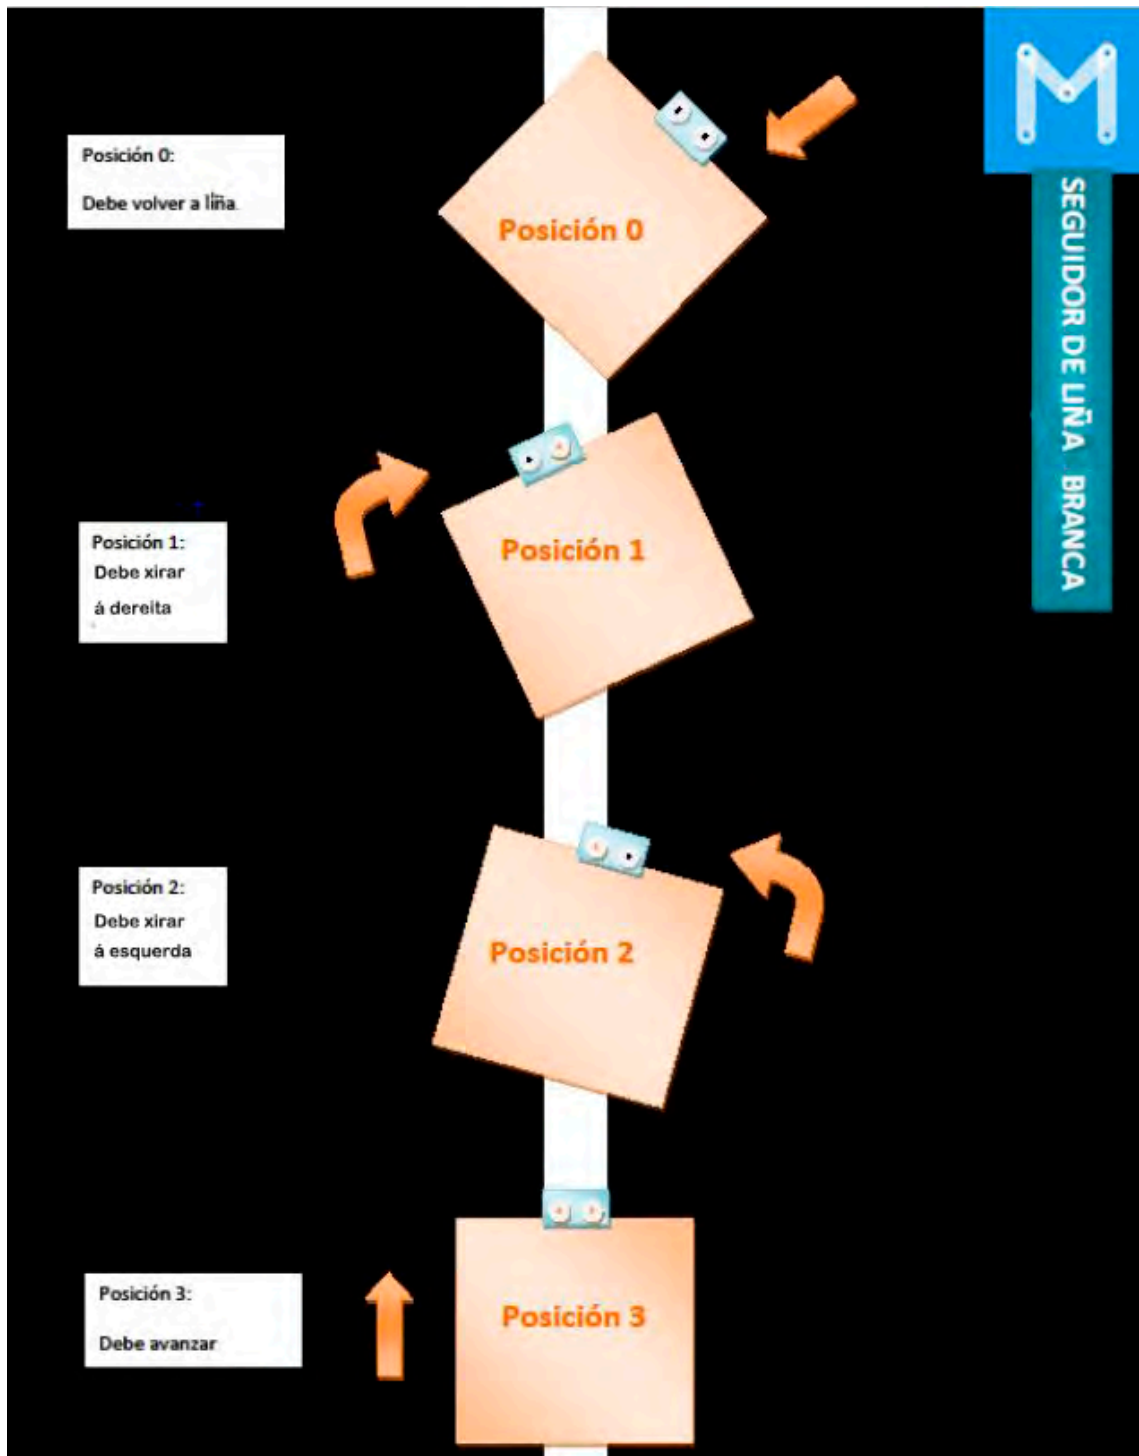 Posición 0:
Debe volver a liña.
Posición 0
SEGUIDOR DE LIÑA BRANCA
Posición 1:
Debe xirar
á dereita
Posición 1
Posición 2:
Debe xirar
á esquerda
Posición 2
Posición 3:
Debe avanzar
Posición 3